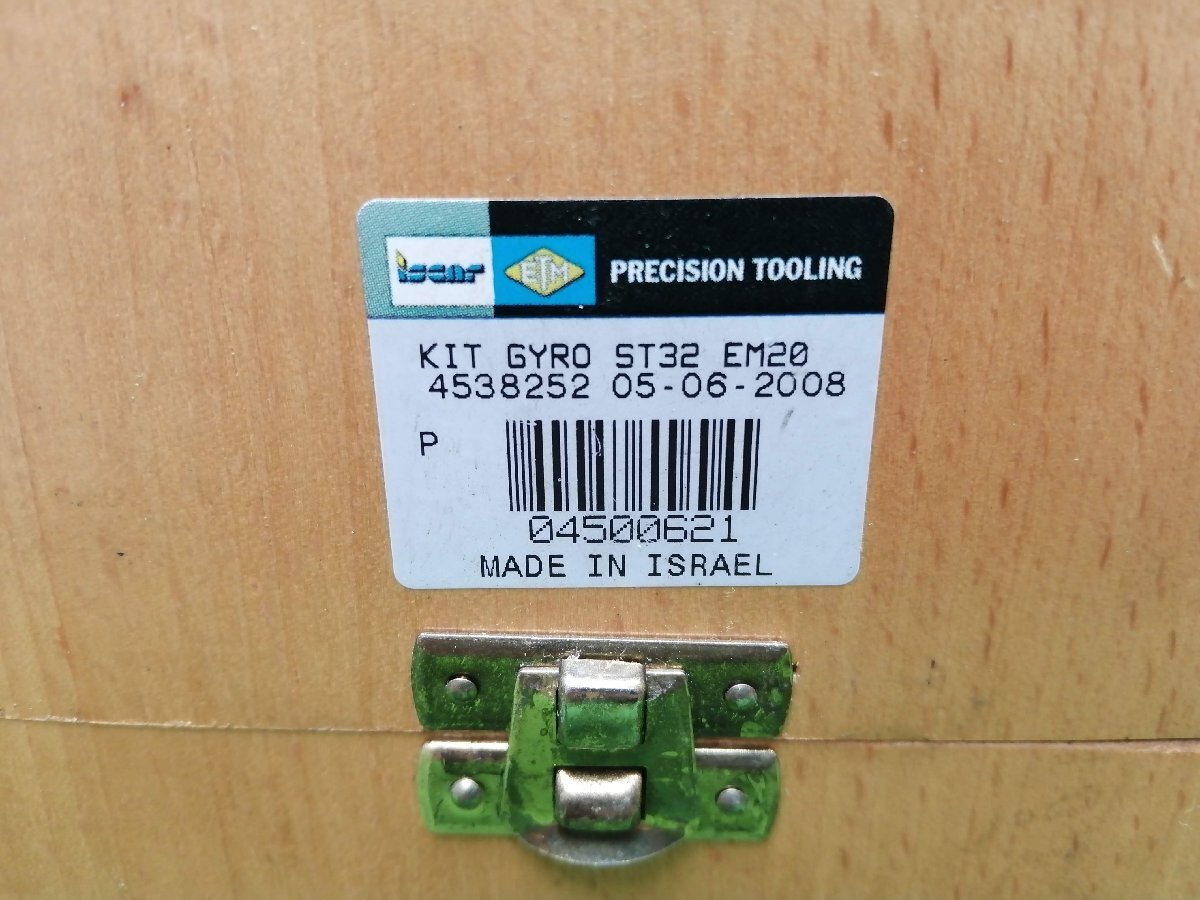 iscar ETM PRECISION TOOLING
KIT GYRO ST32 EM20
4538252 05-06-2008
P
04500621
MADE IN ISRAEL